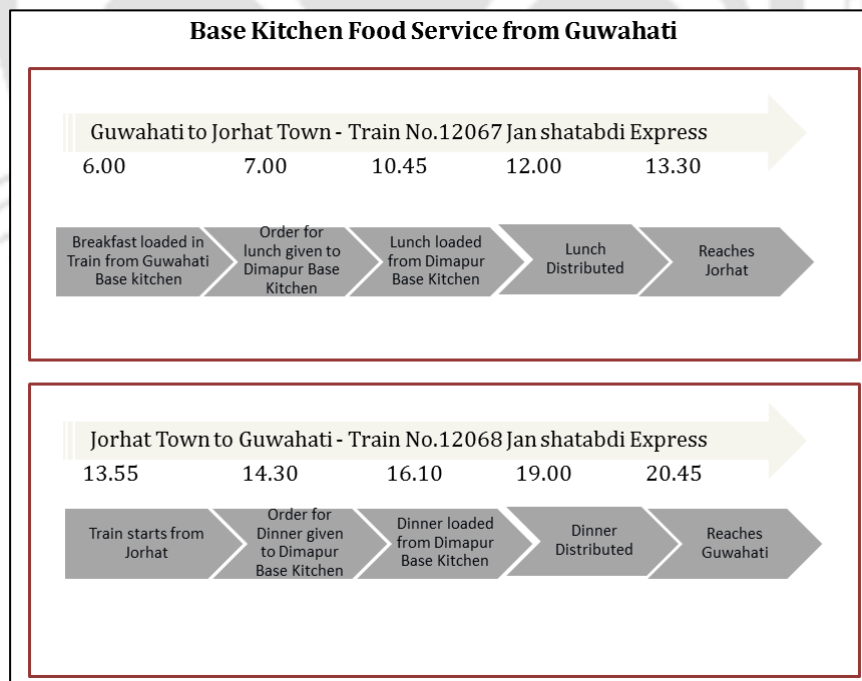 Base Kitchen Food Service from Guwahati
Guwahati to Jorhat Town - Train No.12067 Jan shatabdi Express
6.00 7.00 10.45 12.00 13.30
Breakfast loaded in
Train from Guwahati
Base kitchen
Order for
lunch given to
Dimapur Base
Kitchen
Lunch loaded
from Dimapur
Base Kitchen
Lunch
Distributed
Reaches
Jorhat
Jorhat Town to Guwahati - Train No.12068 Jan shatabdi Express
13.55 14.30 16.10 19.00 20.45
Train starts from
Jorhat
Order for
Dinner given
to Dimapur
Base Kitchen
Dinner loaded
from Dimapur
Base Kitchen
Dinner
Distributed
Reaches
Guwahati